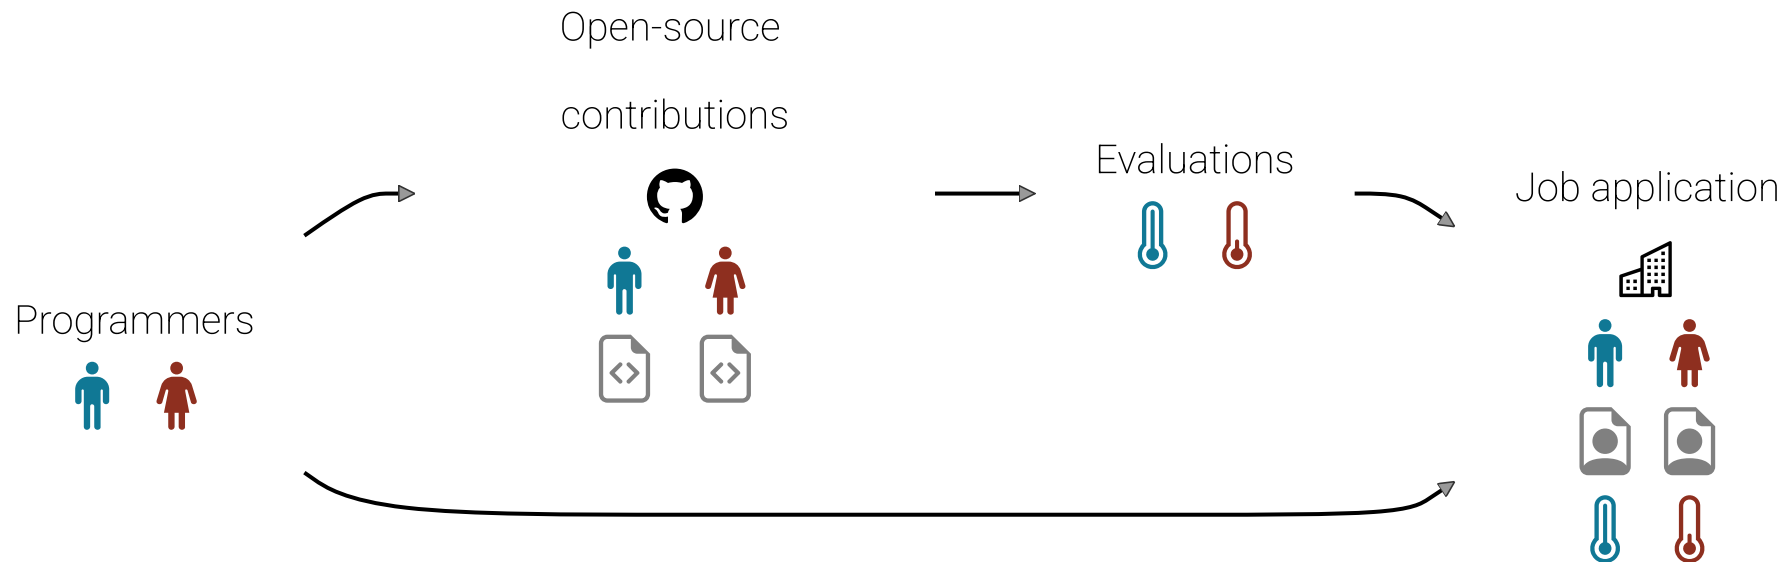 Open-source
contributions
Evaluations
Job application
Programmers